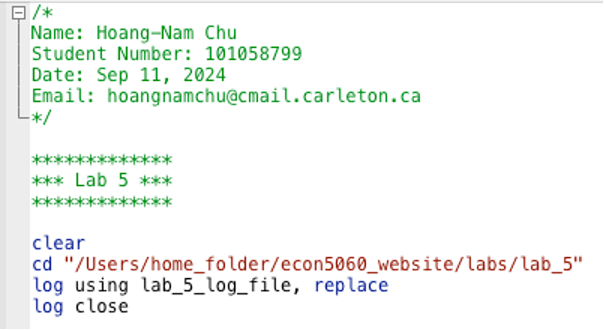 /*
Name: Hoang-Nam Chu
Student Number: 101058799
Date: Sep 11, 2024
Email: hoangnamchu@cmail.carleton.ca
*/
*************
*** Lab 5 ***
*************
clear
cd "/Users/home_folder/econ5060_website/labs/lab_5"
log using lab_5_log_file, replace
log close